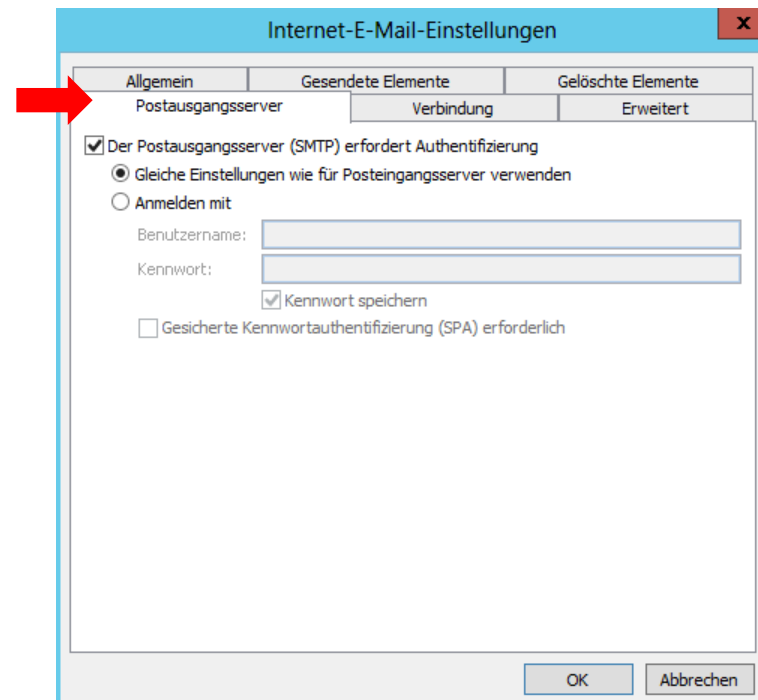 Internet-E-Mail-Einstellungen
x
Allgemein Gesendete Elemente Gelöschte Elemente
Postausgangsserver Verbindung Erweitert
Der Postausgangsserver (SMTP) erfordert Authentifizierung
Gleiche Einstellungen wie für Posteingangsserver verwenden
Anmelden mit
Benutzername:
Kennwort:
Kennwort speichern
Gesicherte Kennwortauthentifizierung (SPA) erforderlich
OK Abbrechen